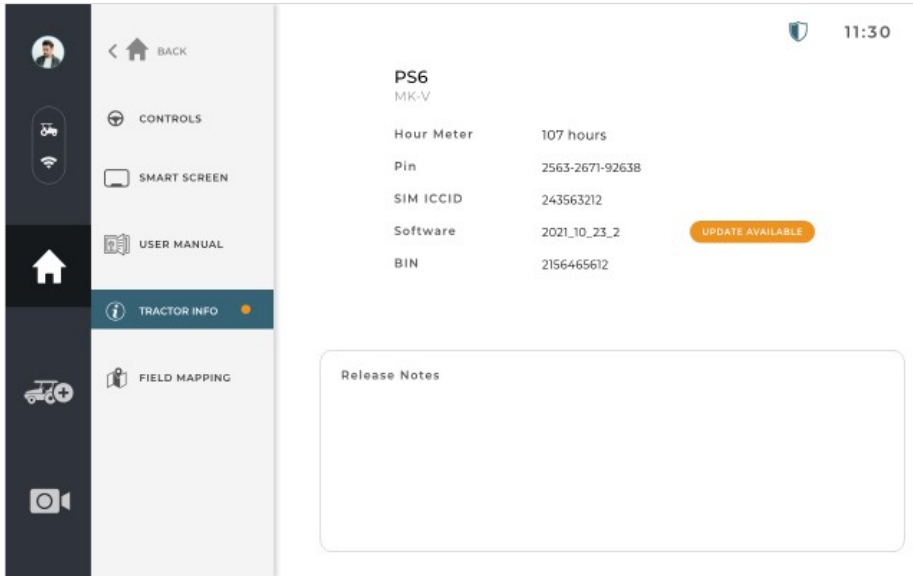 11:30
BACK
CONTROLS
SMART SCREEN
USER MANUAL
TRACTOR INFO
FIELD MAPPING
PS6
MK-V
Hour Meter 107 hours
Pin 2563-2671-92638
SIM ICCID 243563212
Software 2021_10_23_2 UPDATE AVAILABLE
BIN 2156465612
Release Notes